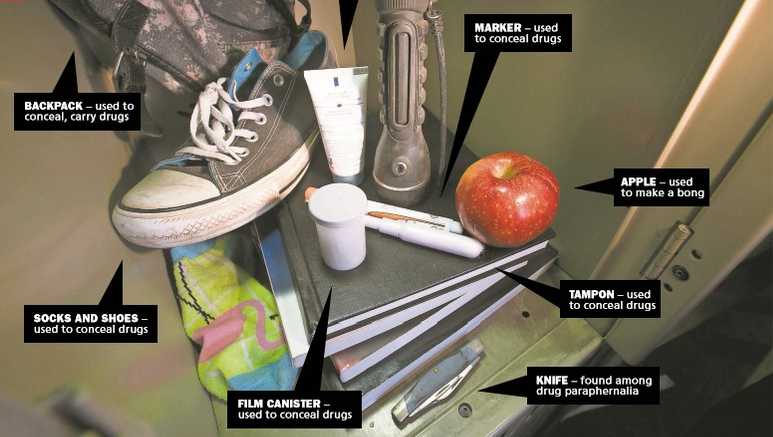 MARKER – used
to conceal drugs
BACKPACK – used to
conceal, carry drugs
APPLE – used
to make a bong
TAMPON – used
to conceal drugs
SOCKS AND SHOES –
used to conceal drugs
KNIFE – found among
drug paraphernalia
FILM CANISTER –
used to conceal drugs